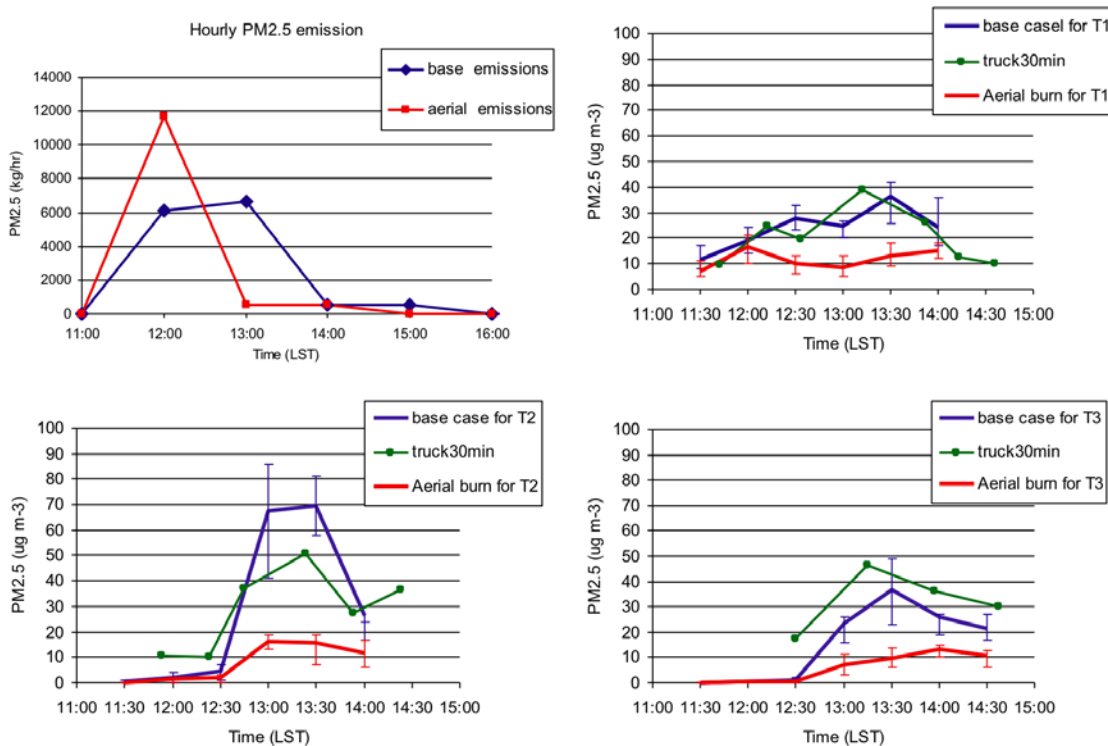 Hourly PM2.5 emission
base emissions
aerial emissions
14000
12000
10000
8000
6000
4000
2000
0
PM2.5 (kg/hr)
11:00 12:00 13:00 14:00 15:00 16:00
Time (LST)
base casel for T1
truck30min
Aerial burn for T1
100
90
80
70
60
50
40
30
20
10
0
PM2.5 (ug m-3)
11:00 11:30 12:00 12:30 13:00 13:30 14:00 14:30 15:00
Time (LST)
base case for T2
truck30min
Aerial burn for T2
100
90
80
70
60
50
40
30
20
10
0
PM2.5 (ug m-3)
11:00 11:30 12:00 12:30 13:00 13:30 14:00 14:30 15:00
Time (LST)
base case for T3
truck30min
Aerial burn for T3
100
90
80
70
60
50
40
30
20
10
0
PM2.5 (ug m-3)
11:00 11:30 12:00 12:30 13:00 13:30 14:00 14:30 15:00
Time (LST)